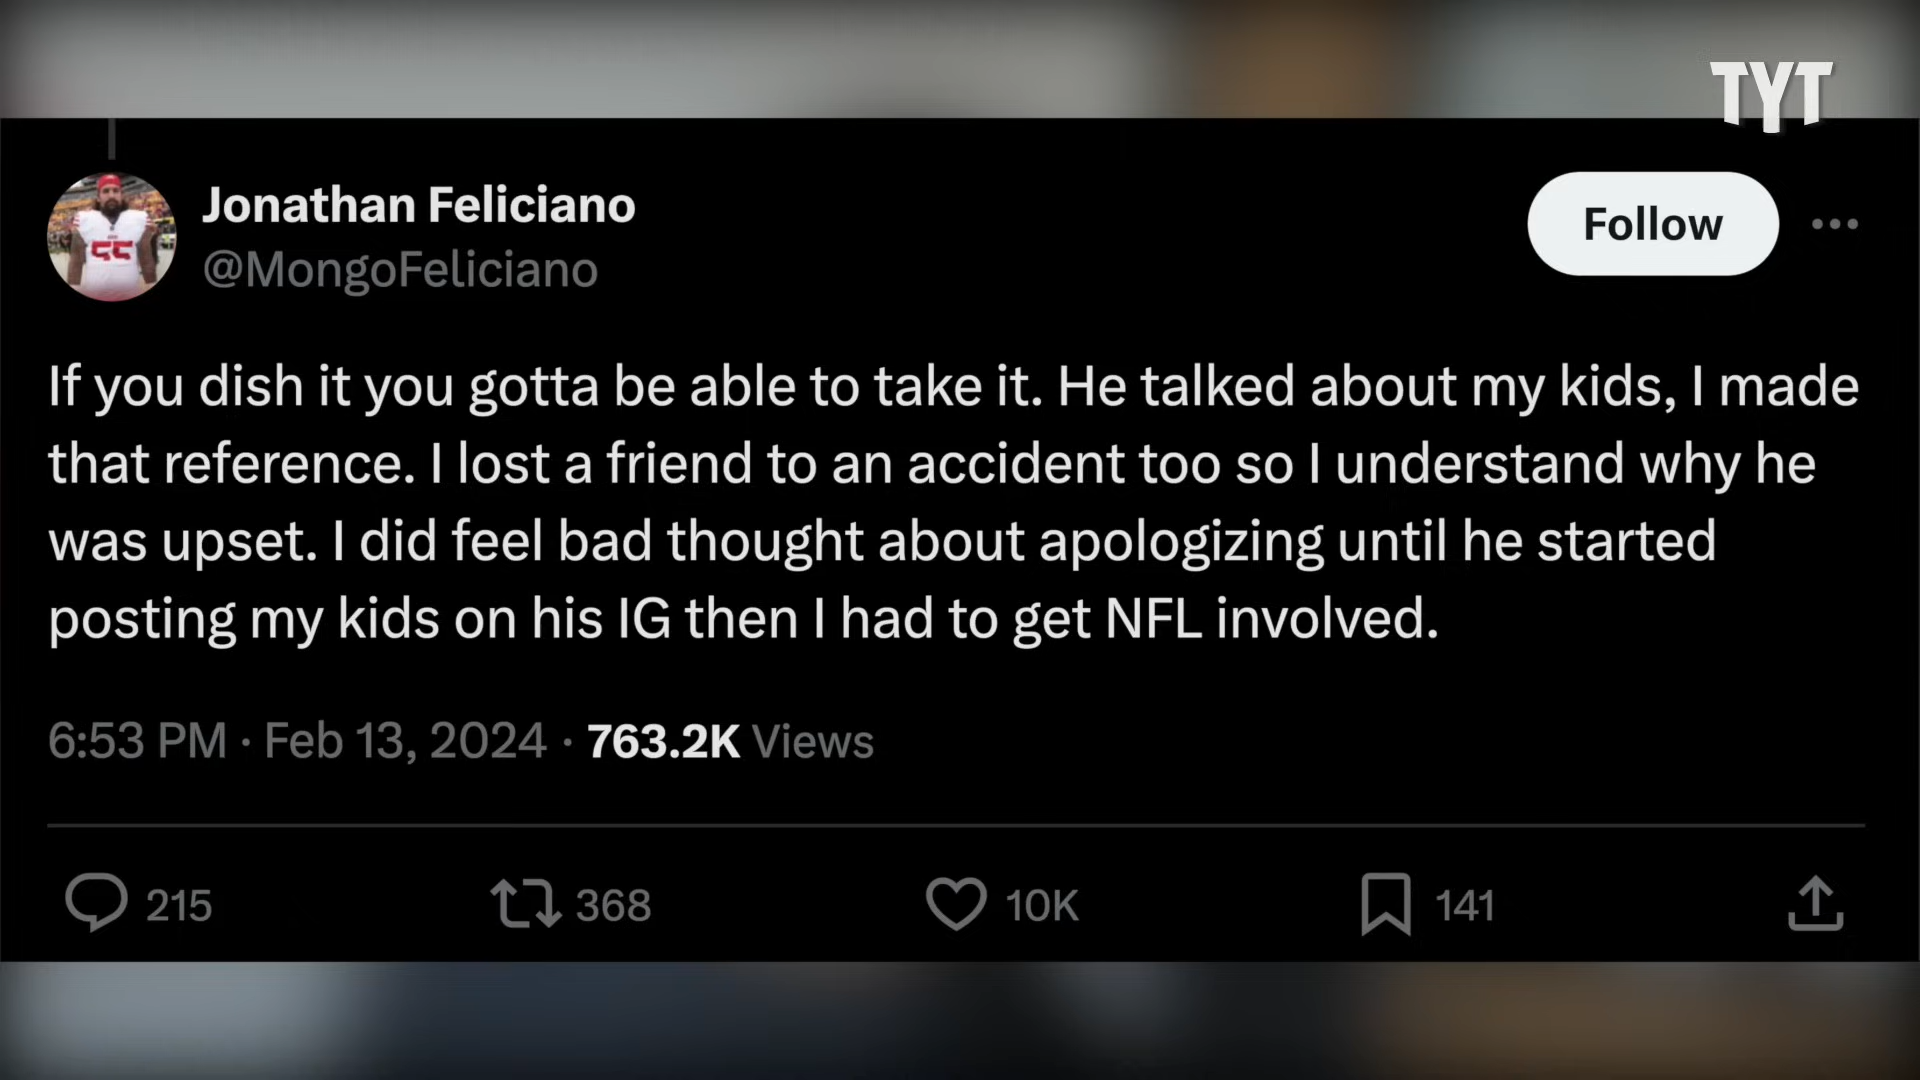 TYT
Jonathan Feliciano
@MongoFeliciano
Follow
If you dish it you gotta be able to take it. He talked about my kids, I made
that reference. I lost a friend to an accident too so I understand why he
was upset. I did feel bad thought about apologizing until he started
posting my kids on his IG then I had to get NFL involved.
6:53 PM · Feb 13, 2024 · 763.2K Views
215 368 10K 141
55